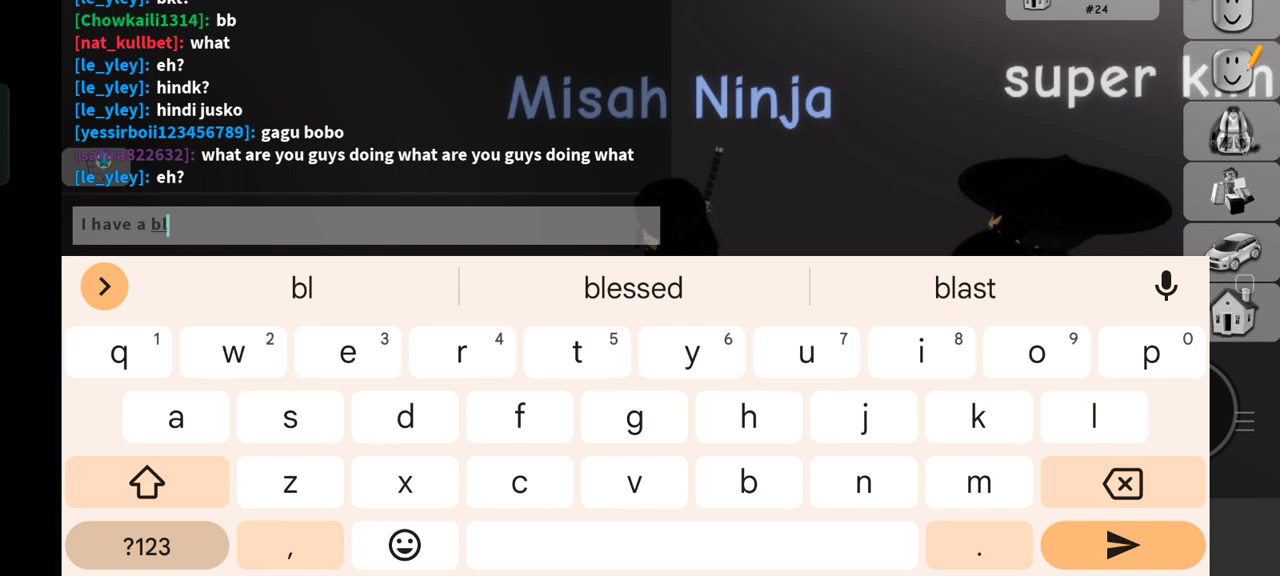 [le_yley]: bkt?
[Chowkaili1314]: bb
#24
[nat_kullbet]: what
[le_yley]: eh?
[le_yley]: hindk?
Misah Ninja
super
[le_yley]: hindi jusko
[yessirboii123456789]: gagu bobo
what are you guys doing what are you guys doing what
[le_yley]: eh?
I have a bl
bl blessed blast
q 1 w 2 e 3 r 4 t 5 y 6 u 7 i 8 o 9 p 0
a s d f g h j k l
z x c v b n m
?123 , .